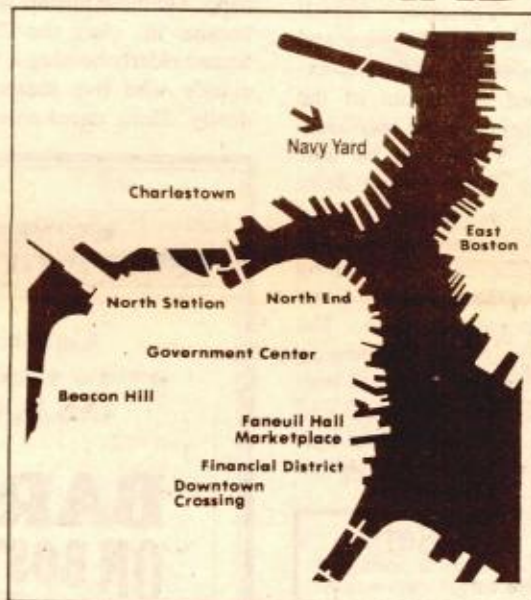 Navy Yard
Charlestown
East
Boston
North Station
North End
Government Center
Beacon Hill
Faneuil Hall
Marketplace
Financial District
Downtown
Crossing